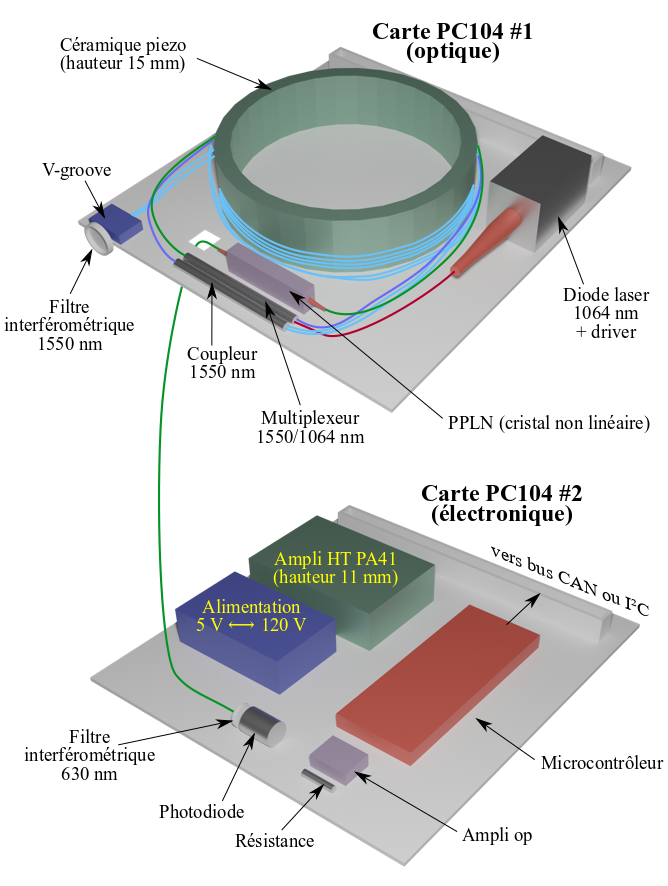 Carte PC104 #1
(optique)
Céramique piezo
(hauteur 15 mm)
V-groove
Filtre
interférométrique
1550 nm
Coupleur
1550 nm
Multiplexeur
1550/1064 nm
Diode laser
1064 nm
+ driver
PPLN (cristal non linéaire)
Carte PC104 #2
(électronique)
Ampli HT PA41
(hauteur 11 mm)
Alimentation
5 V ⟷ 120 V
vers bus CAN ou I²C
Filtre
interférométrique
630 nm
Photodiode
Résistance
Ampli op
Microcontrôleur